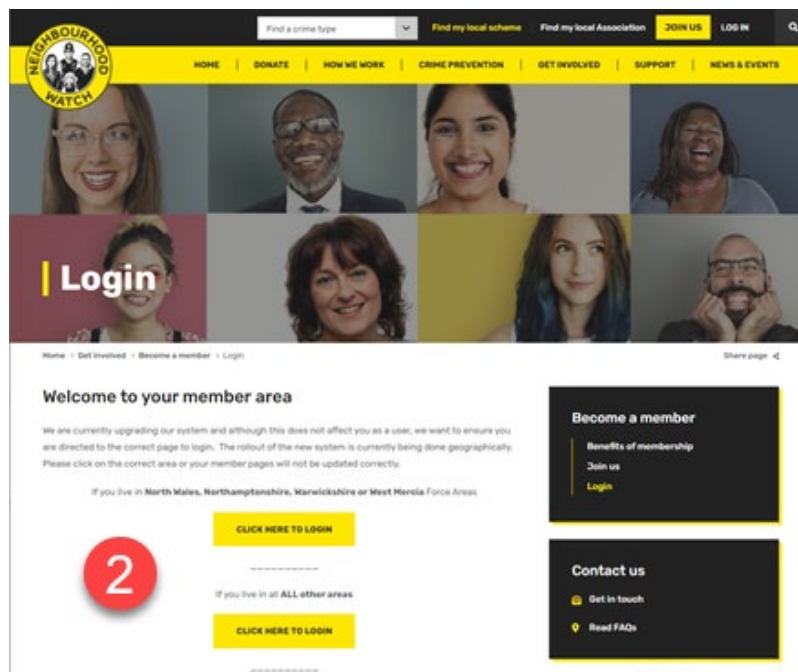 Find a crime type
Find my local scheme
Find my local Association
JOIN US
LOG IN
NEIGHBOURHOOD
WATCH
HOME | DONATE | HOW WE WORK | CRIME PREVENTION | GET INVOLVED | SUPPORT | NEWS & EVENTS
Login
Home > Get involved > Become a member > Login
Share page
Welcome to your member area
We are currently upgrading our system and although this does not affect you as a user, we want to ensure you
are directed to the correct page to login. The rollout of the new system is currently being done geographically.
Please click on the correct area or your member pages will not be updated correctly.
If you live in North Wales, Northamptonshire, Warwickshire or West Mercia Force Areas
CLICK HERE TO LOGIN
__________
2
If you live in all ALL other areas
CLICK HERE TO LOGIN
__________
Become a member
Benefits of membership
Join us
Login
Contact us
Get in touch
Read FAQs